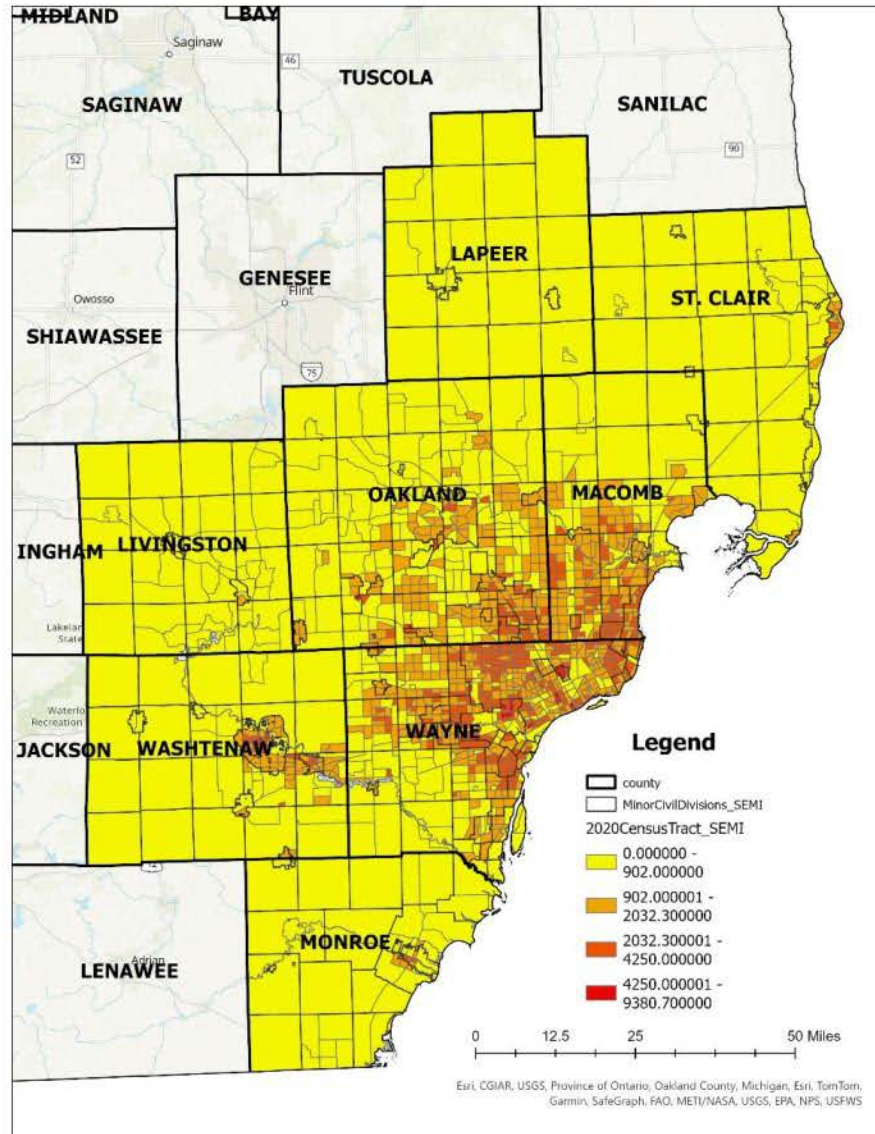 MIDLAND
BAY
Saginaw
46
TUSCOLA
SAGINAW
SANILAC
52
90
LAPEER
GENESEE
Flint
Owosso
ST. CLAIR
SHIAWASSEE
75
OAKLAND
MACOMB
INGHAM
LIVINGSTON
Lakelan
State
Waterlo
Recreation
JACKSON
WASHTENAW
WAYNE
Legend
county
MinorCivilDivisions_SEMI
2020CensusTract_SEMI
0.000000 -
902.000000
902.000001 -
2032.300000
2032.300001 -
4250.000000
4250.000001 -
9380.700000
MONROE
Adrian
LENAWEE
0 12.5 25 50 Miles
Esri, CGIAR, USGS, Province of Ontario, Oakland County, Michigan, Esri, TomTom,
Garmin, SafeGraph, FAO, METI/NASA, USGS, EPA, NPS, USFWS